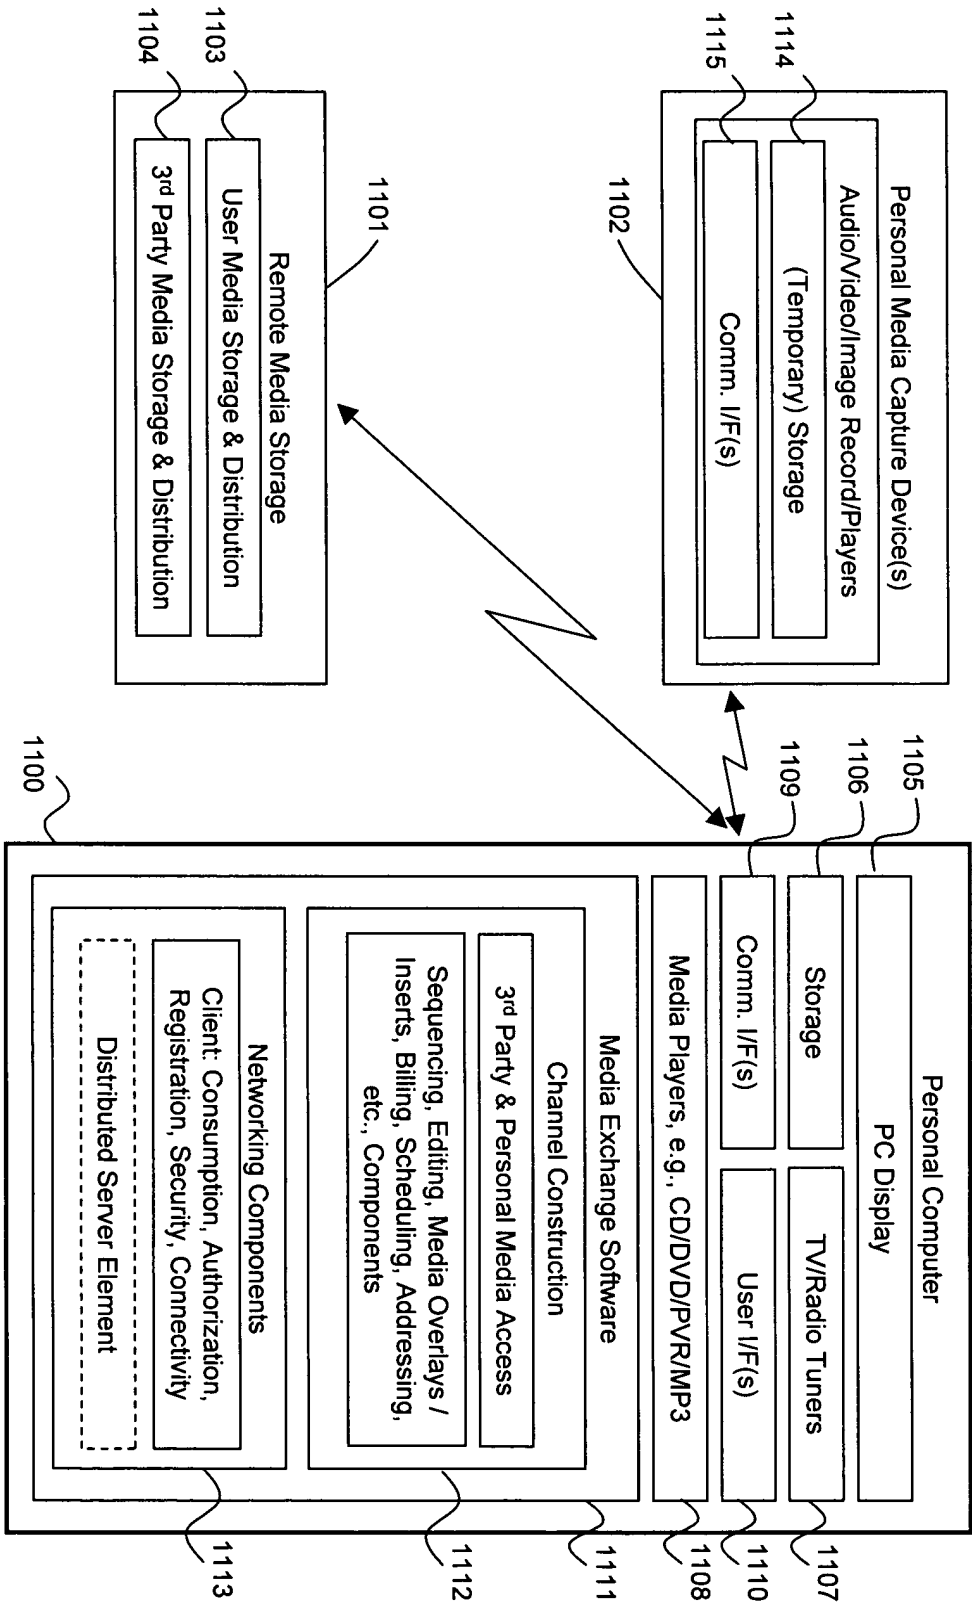 1114
1115
Personal Media Capture Device(s)
Audio/Video/Image Record/Players
(Temporary) Storage
Comm. I/F(s)
1102
1103
1104
1101
Remote Media Storage
User Media Storage & Distribution
3rd Party Media Storage & Distribution
1105
1106
1109
1100
Personal Computer
PC Display
Storage
TV/Radio Tuners
Comm. I/F(s)
User I/F(s)
Media Players, e.g., CD/DVD/PVR/MP3
Media Exchange Software
Channel Construction
3rd Party & Personal Media Access
Sequencing, Editing, Media Overlays /
Inserts, Billing, Scheduling, Addressing,
etc., Components
Networking Components
Client: Consumption, Authorization,
Registration, Security, Connectivity
Distributed Server Element
1107
1110
1108
1111
1112
1113